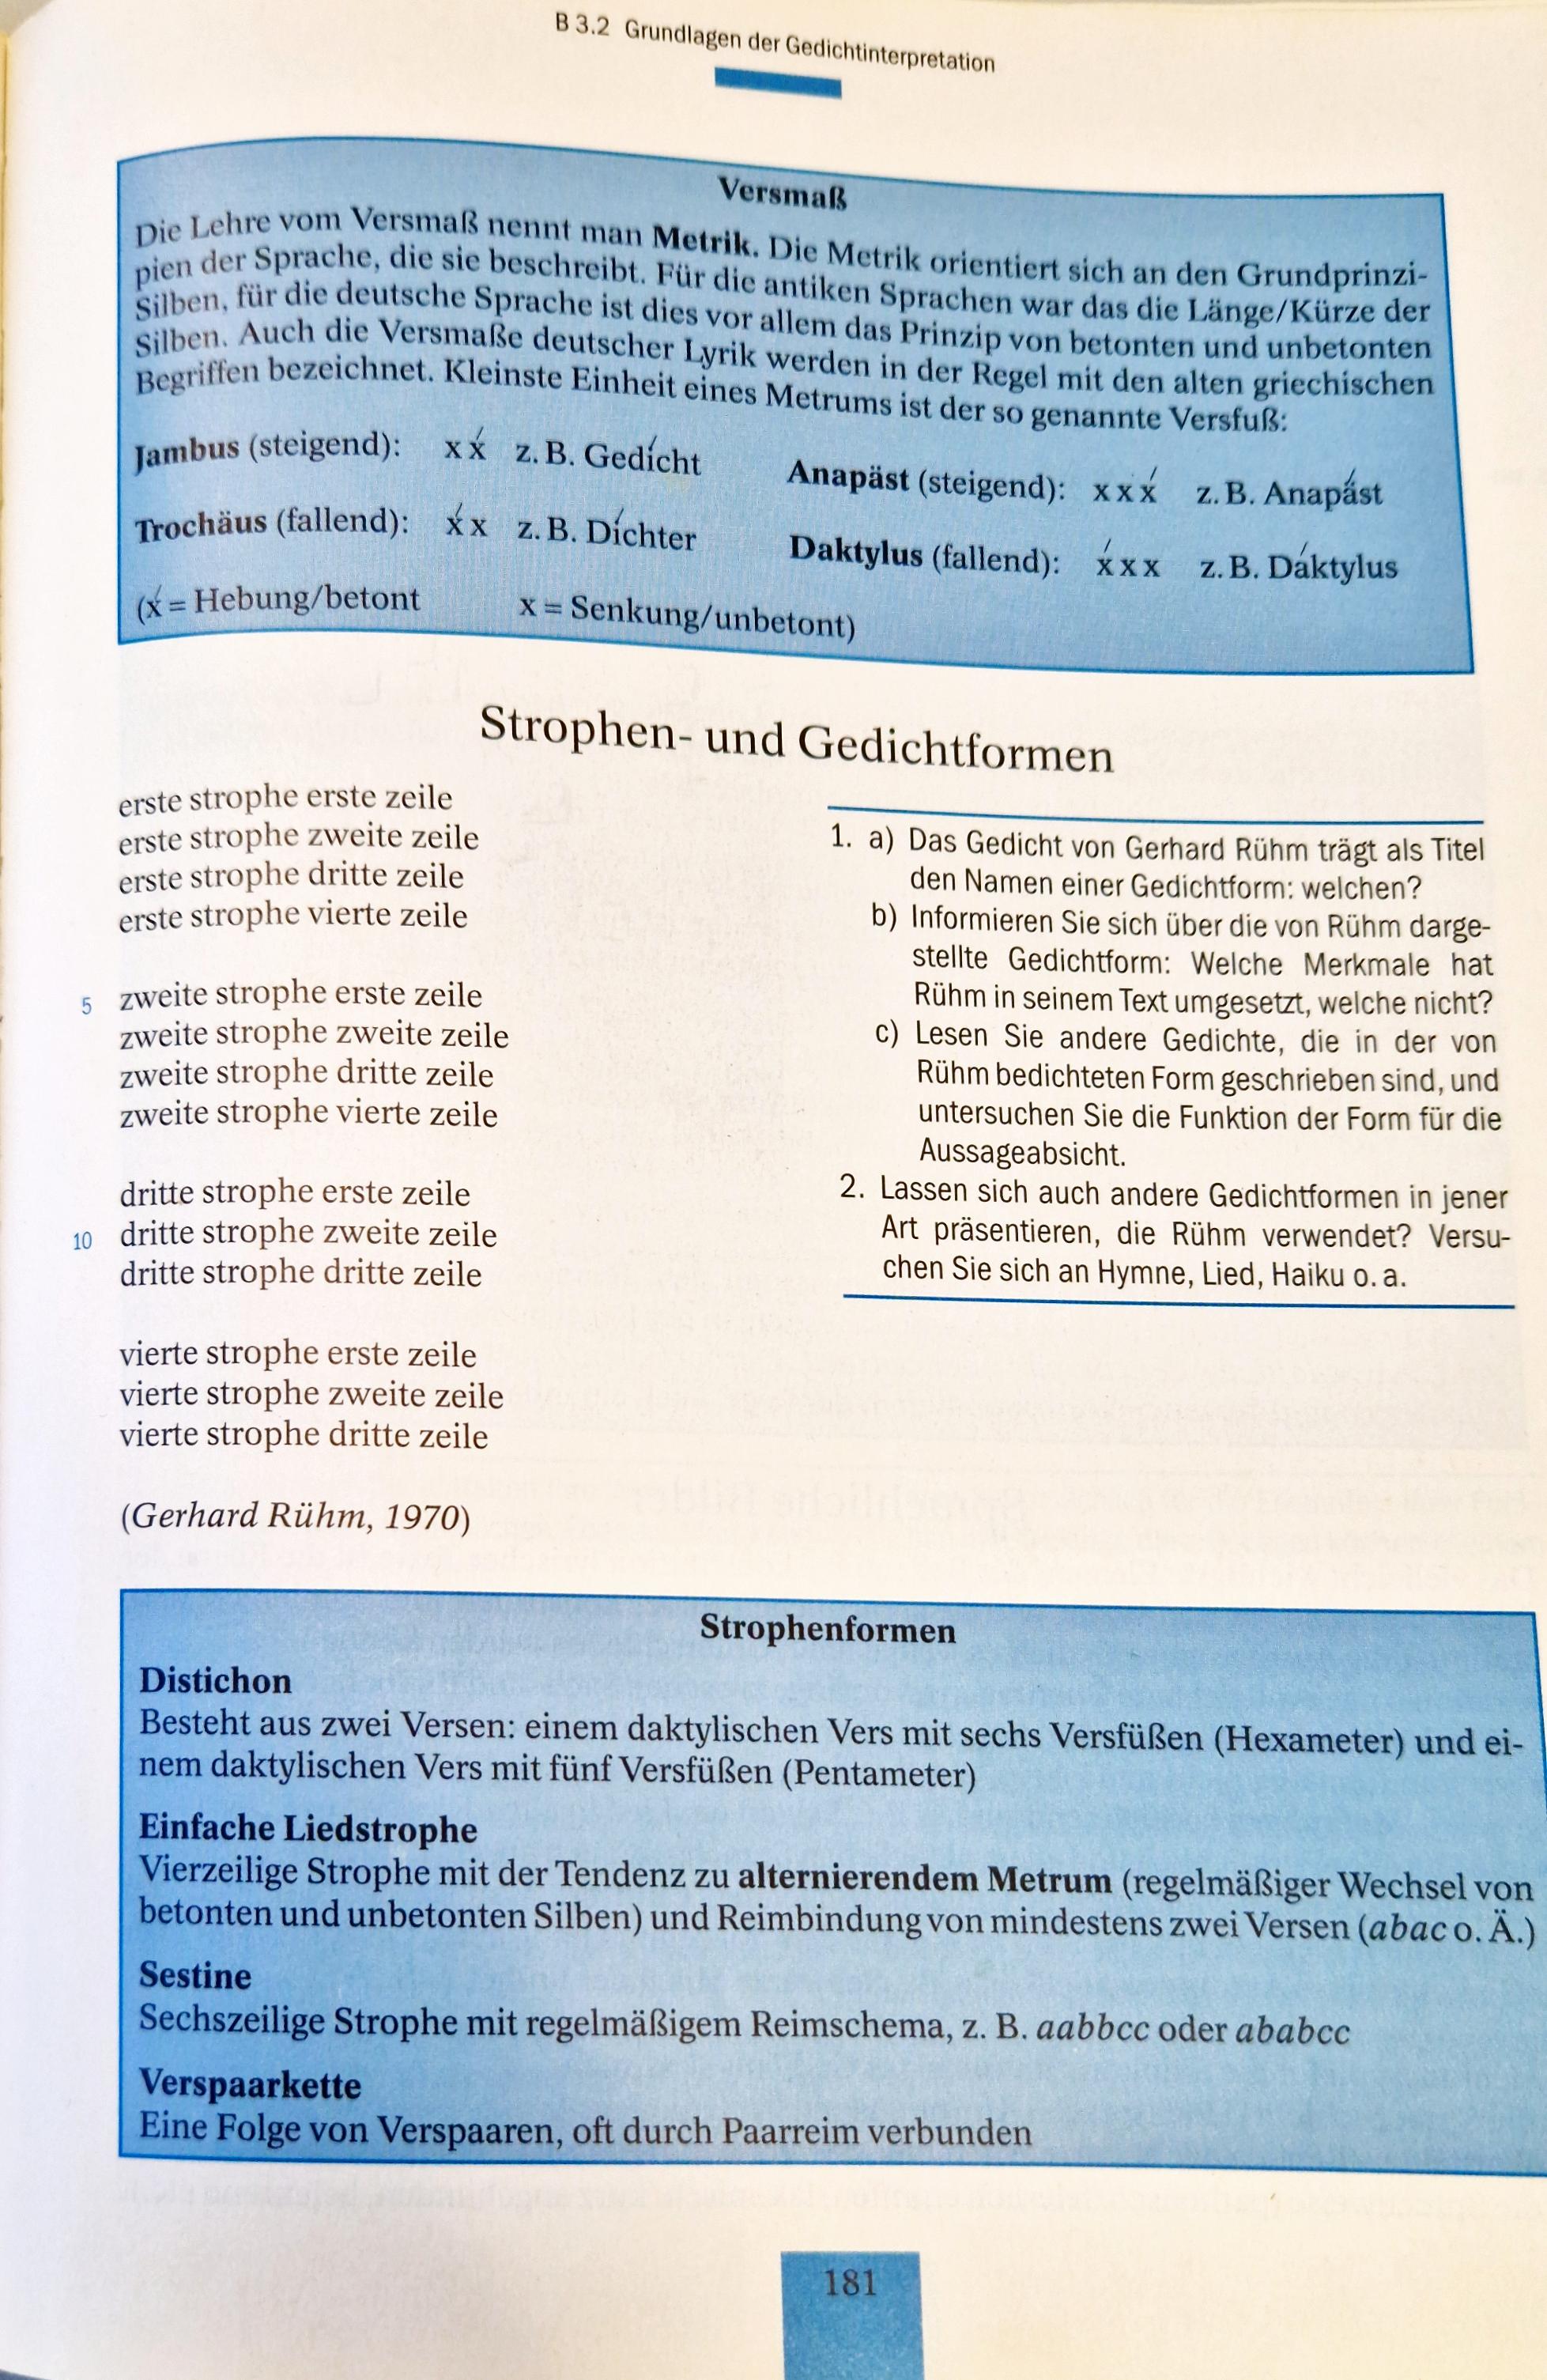 B 3.2 Grundlagen der Gedichtinterpretation
Versmaß
Die Lehre vom Versmaß nennt man Metrik. Die Metrik orientiert sich an den Grundprinzi-
pien der Sprache, die sie beschreibt. Für die antiken Sprachen war das die Länge/Kürze der
Silben, für die deutsche Sprache ist dies vor allem das Prinzip von betonten und unbetonten
Silben. Auch die Versmaße deutscher Lyrik werden in der Regel mit den alten griechischen
Begriffen bezeichnet. Kleinste Einheit eines Metrums ist der so genannte Versfuß:
Jambus (steigend): x x́ z. B. Gedícht
Anapäst (steigend): x x x́ z. B. Anapä́st
Trochäus (fallend): x́ x z. B. Díchter
Daktylus (fallend): x́ x x z. B. Dáktylus
(x́ = Hebung/betont x = Senkung/unbetont)
Strophen- und Gedichtformen
erste strophe erste zeile
erste strophe zweite zeile
erste strophe dritte zeile
erste strophe vierte zeile
5 zweite strophe erste zeile
zweite strophe zweite zeile
zweite strophe dritte zeile
zweite strophe vierte zeile
dritte strophe erste zeile
10 dritte strophe zweite zeile
dritte strophe dritte zeile
vierte strophe erste zeile
vierte strophe zweite zeile
vierte strophe dritte zeile
(Gerhard Rühm, 1970)
1. a) Das Gedicht von Gerhard Rühm trägt als Titel
den Namen einer Gedichtform: welchen?
b) Informieren Sie sich über die von Rühm darge-
stellte Gedichtform: Welche Merkmale hat
Rühm in seinem Text umgesetzt, welche nicht?
c) Lesen Sie andere Gedichte, die in der von
Rühm bedichteten Form geschrieben sind, und
untersuchen Sie die Funktion der Form für die
Aussageabsicht.
2. Lassen sich auch andere Gedichtformen in jener
Art präsentieren, die Rühm verwendet? Versu-
chen Sie sich an Hymne, Lied, Haiku o. a.
Strophenformen
Distichon
Besteht aus zwei Versen: einem daktylischen Vers mit sechs Versfüßen (Hexameter) und ei-
nem daktylischen Vers mit fünf Versfüßen (Pentameter)
Einfache Liedstrophe
Vierzeilige Strophe mit der Tendenz zu alternierendem Metrum (regelmäßiger Wechsel von
betonten und unbetonten Silben) und Reimbindung von mindestens zwei Versen (abac o. Ä.)
Sestine
Sechszeilige Strophe mit regelmäßigem Reimschema, z. B. aabbcc oder ababcc
Verspaarkette
Eine Folge von Verspaaren, oft durch Paarreim verbunden
181